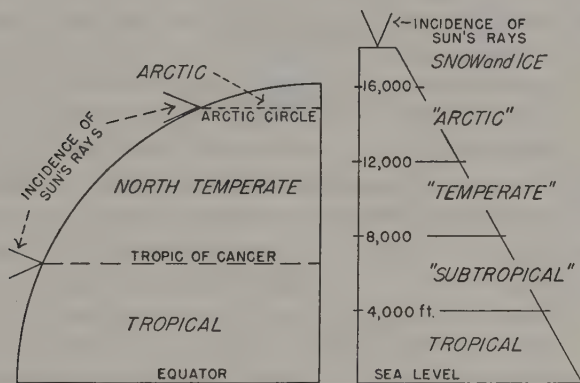 ARCTIC
ARCTIC CIRCLE
INCIDENCE OF
SUN'S RAYS
NORTH TEMPERATE
TROPIC OF CANCER
TROPICAL
EQUATOR
INCIDENCE OF
SUN'S RAYS
SNOW and ICE
16,000
"ARCTIC"
12,000
"TEMPERATE"
8,000
"SUBTROPICAL"
4,000 ft.
TROPICAL
SEA LEVEL